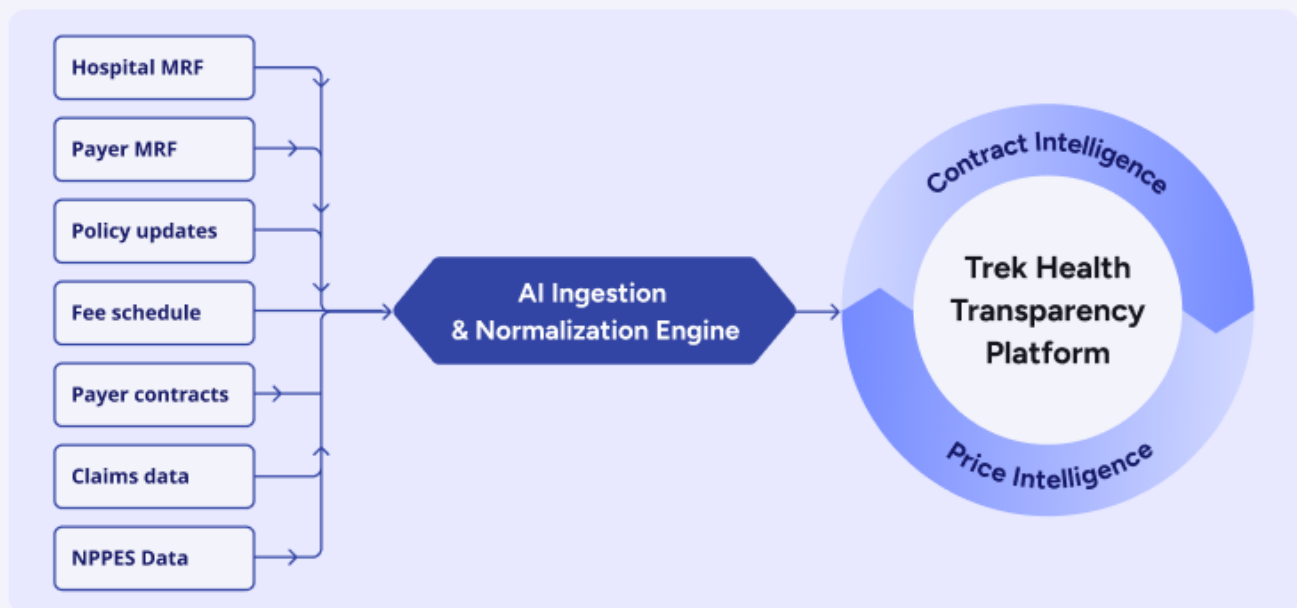 Hospital MRF
Payer MRF
Policy updates
Fee schedule
Payer contracts
Claims data
NPPES Data
AI Ingestion
& Normalization Engine
Contract Intelligence
Trek Health
Transparency
Platform
Price Intelligence